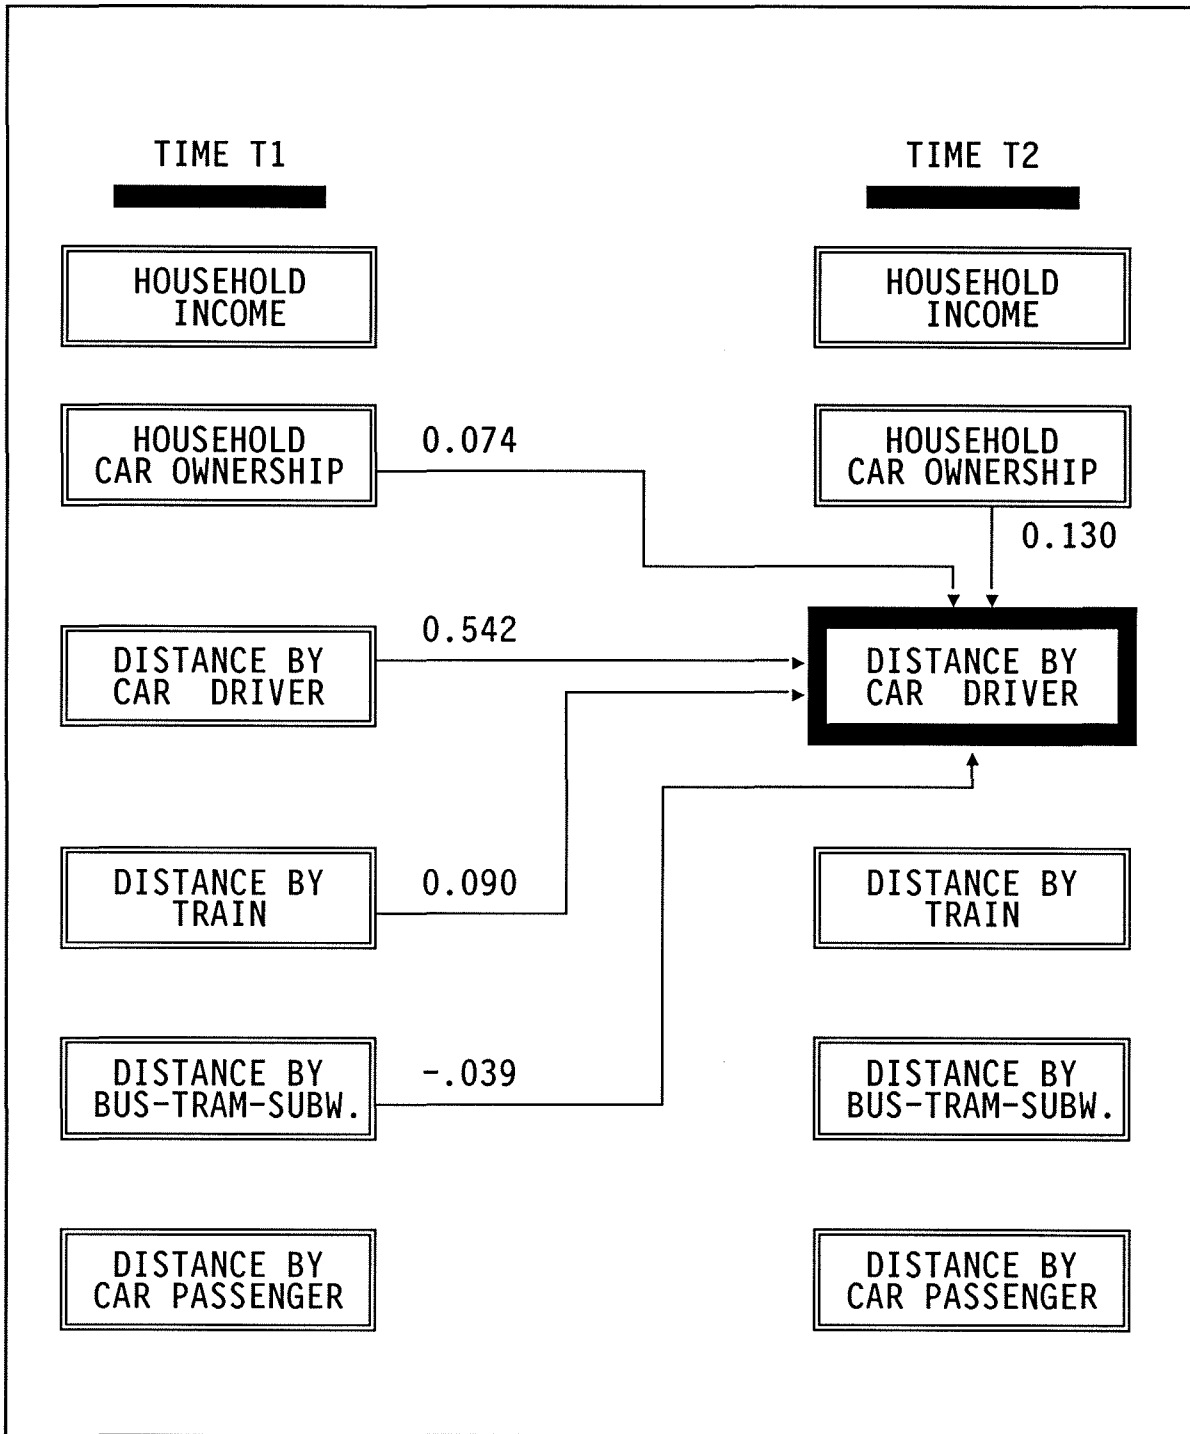 TIME T1
TIME T2
HOUSEHOLD
INCOME
HOUSEHOLD
INCOME
HOUSEHOLD
CAR OWNERSHIP
0.074
HOUSEHOLD
CAR OWNERSHIP
0.130
DISTANCE BY
CAR DRIVER
0.542
DISTANCE BY
CAR DRIVER
DISTANCE BY
TRAIN
0.090
DISTANCE BY
TRAIN
DISTANCE BY
BUS-TRAM-SUBW.
-.039
DISTANCE BY
BUS-TRAM-SUBW.
DISTANCE BY
CAR PASSENGER
DISTANCE BY
CAR PASSENGER